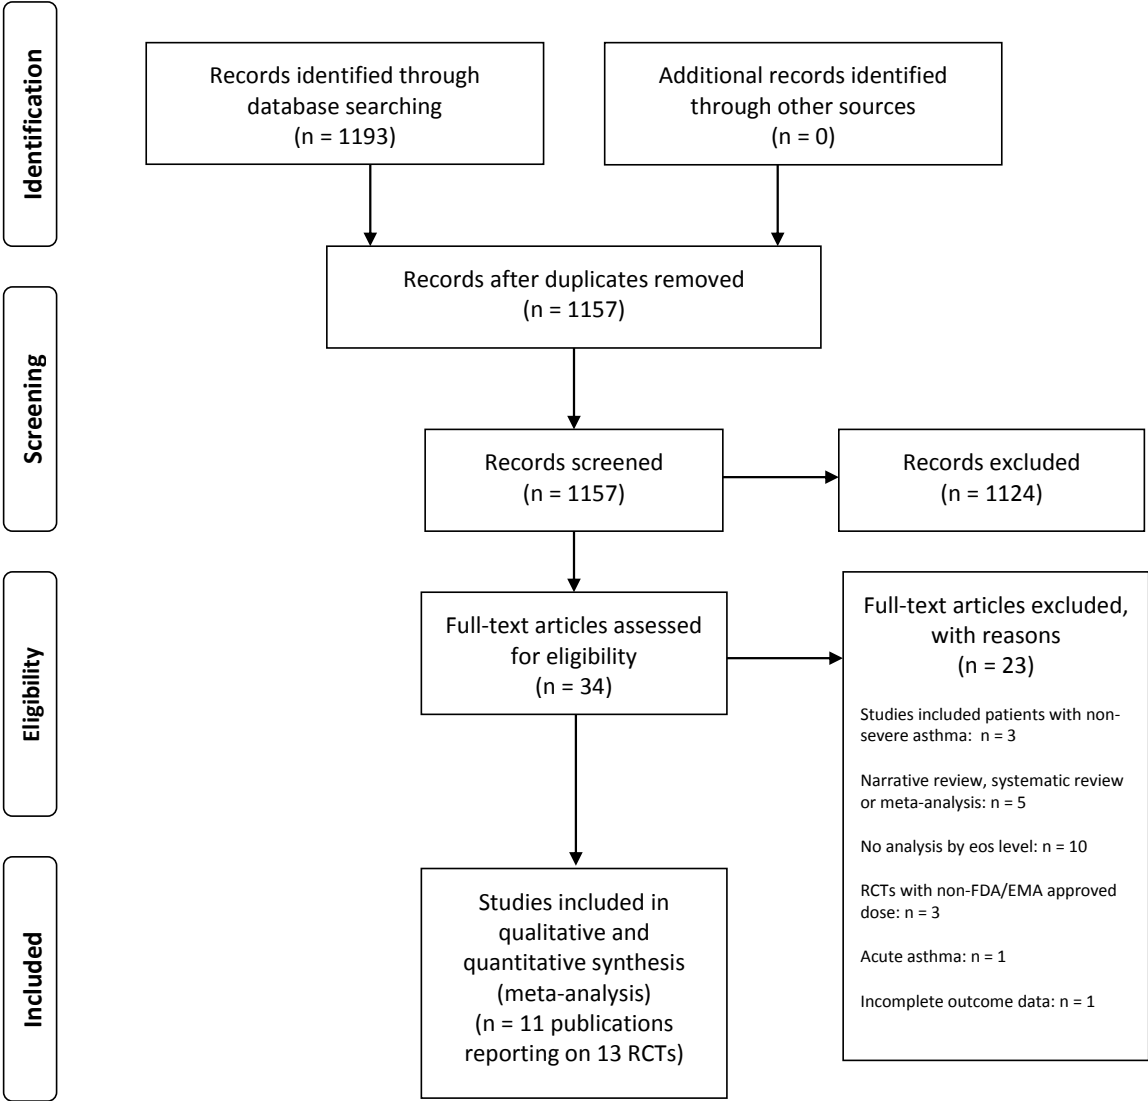 Identification
Records identified through
database searching
(n = 1193)
Additional records identified
through other sources
(n = 0)
Records after duplicates removed
(n = 1157)
Screening
Records screened
(n = 1157)
Records excluded
(n = 1124)
Eligibility
Full-text articles assessed
for eligibility
(n = 34)
Full-text articles excluded,
with reasons
(n = 23)
Studies included patients with non-
severe asthma:  n = 3
Narrative review, systematic review
or meta-analysis: n = 5
No analysis by eos level: n = 10
RCTs with non-FDA/EMA approved
dose: n = 3
Acute asthma: n = 1
Incomplete outcome data: n = 1
Included
Studies included in
qualitative and
quantitative synthesis
(meta-analysis)
(n = 11 publications
reporting on 13 RCTs)